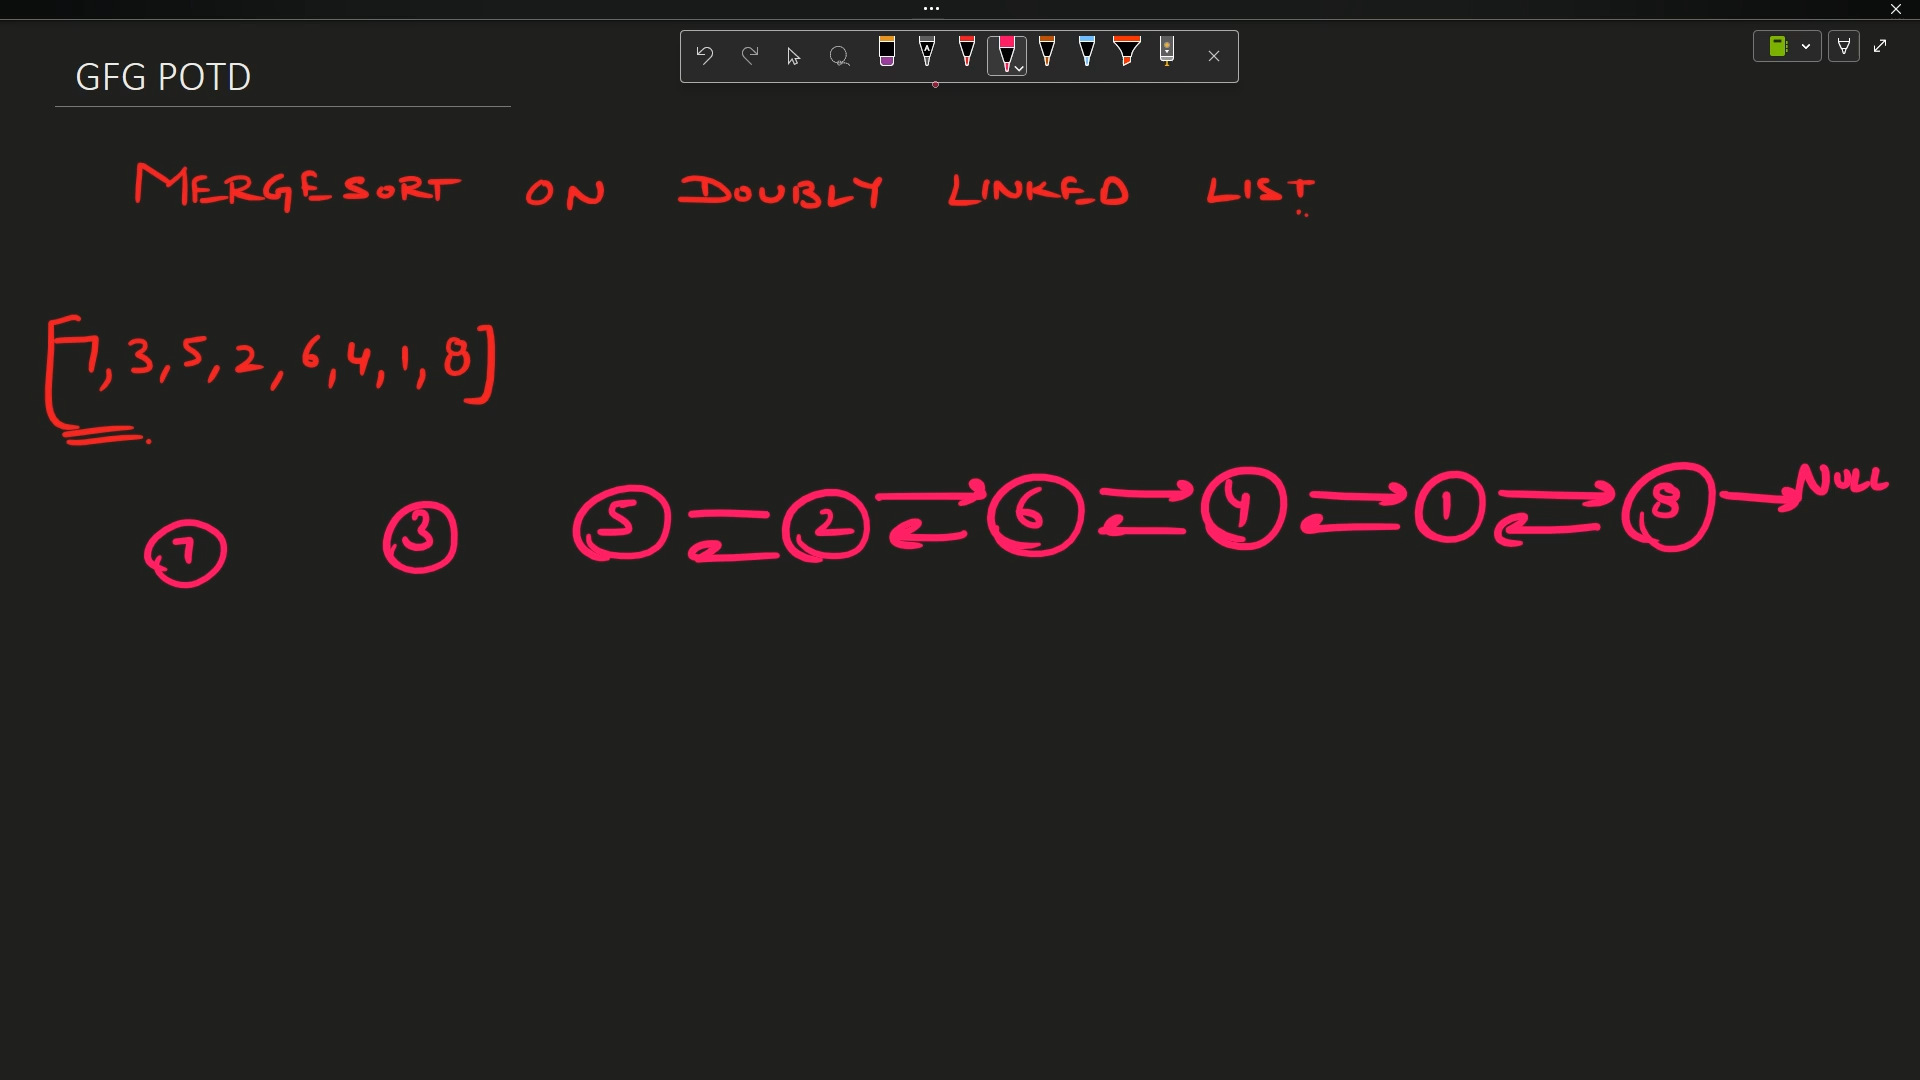 GFG POTD
MERGESORT ON DOUBLY LINKED LIST
[7, 3, 5, 2, 6, 4, 1, 8]
7 3 5 2 6 4 1 8 NULL